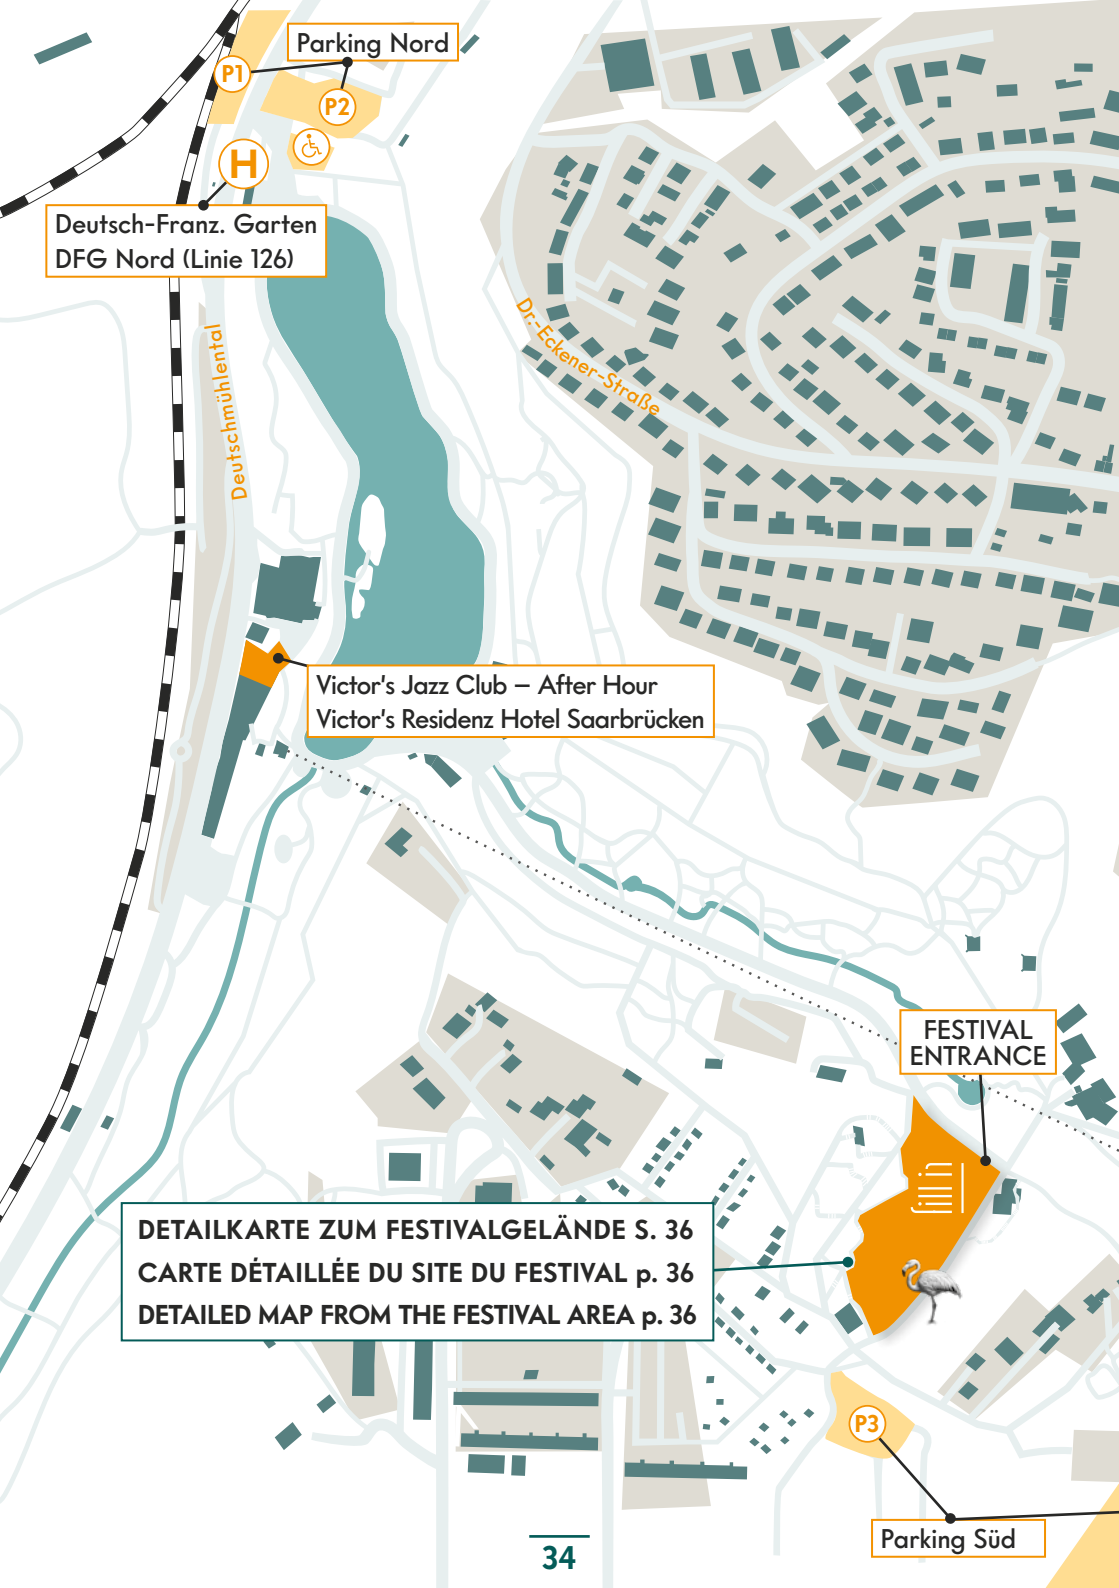 Parking Nord
P1
P2
H
Deutsch-Franz. Garten
DFG Nord (Linie 126)
Dr.-Eckener-Straße
Deutschmühlental
Victor's Jazz Club – After Hour
Victor's Residenz Hotel Saarbrücken
FESTIVAL
ENTRANCE
DETAILKARTE ZUM FESTIVALGELÄNDE S. 36
CARTE DÉTAILLÉE DU SITE DU FESTIVAL p. 36
DETAILED MAP FROM THE FESTIVAL AREA p. 36
P3
Parking Süd
34